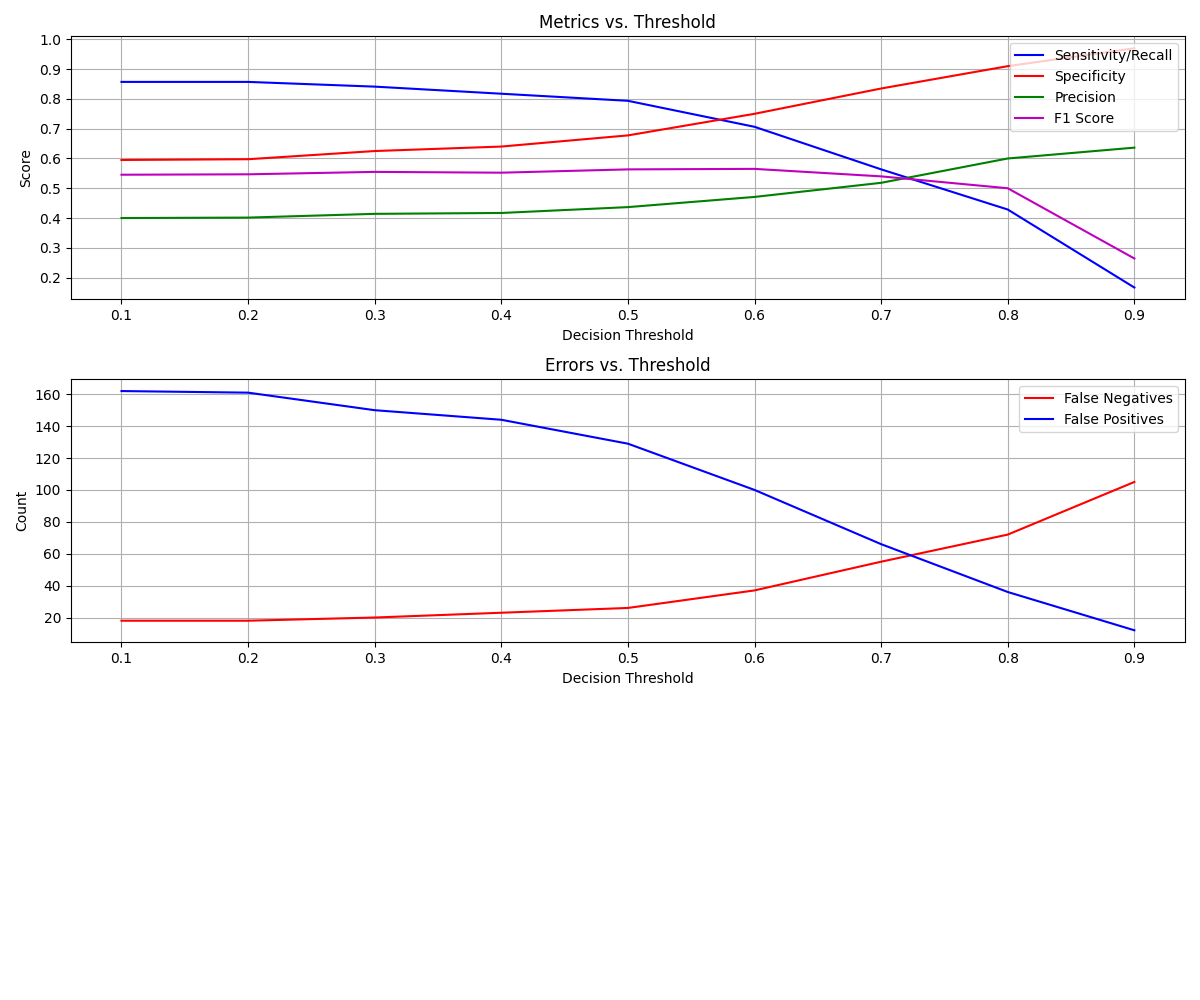 Metrics vs. Threshold
1.0
0.9
0.8
0.7
0.6
0.5
0.4
0.3
0.2
Score
Sensitivity/Recall
Specificity
Precision
F1 Score
0.1 0.2 0.3 0.4 0.5 0.6 0.7 0.8 0.9
Decision Threshold
Errors vs. Threshold
160
140
120
100
80
60
40
20
Count
False Negatives
False Positives
0.1 0.2 0.3 0.4 0.5 0.6 0.7 0.8 0.9
Decision Threshold